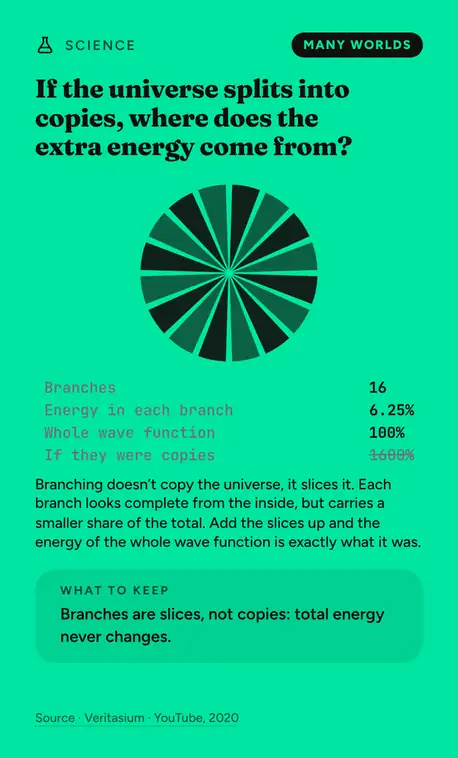 SCIENCE
MANY WORLDS
If the universe splits into
copies, where does the
extra energy come from?
Branches 16
Energy in each branch 6.25%
Whole wave function 100%
If they were copies 1600%
Branching doesn’t copy the universe, it slices it. Each
branch looks complete from the inside, but carries a
smaller share of the total. Add the slices up and the
energy of the whole wave function is exactly what it was.
WHAT TO KEEP
Branches are slices, not copies: total energy
never changes.
Source · Veritasium · YouTube, 2020